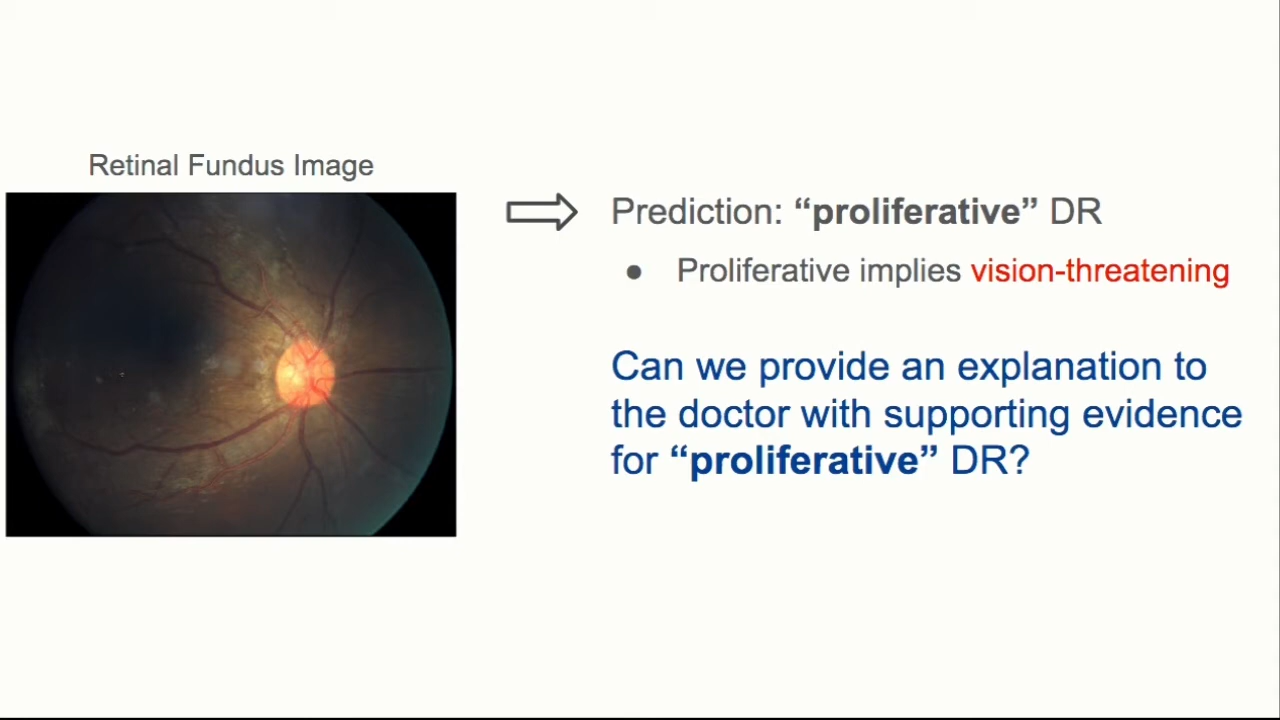 Retinal Fundus Image
Prediction: “proliferative” DR
● Proliferative implies vision-threatening
Can we provide an explanation to
the doctor with supporting evidence
for “proliferative” DR?